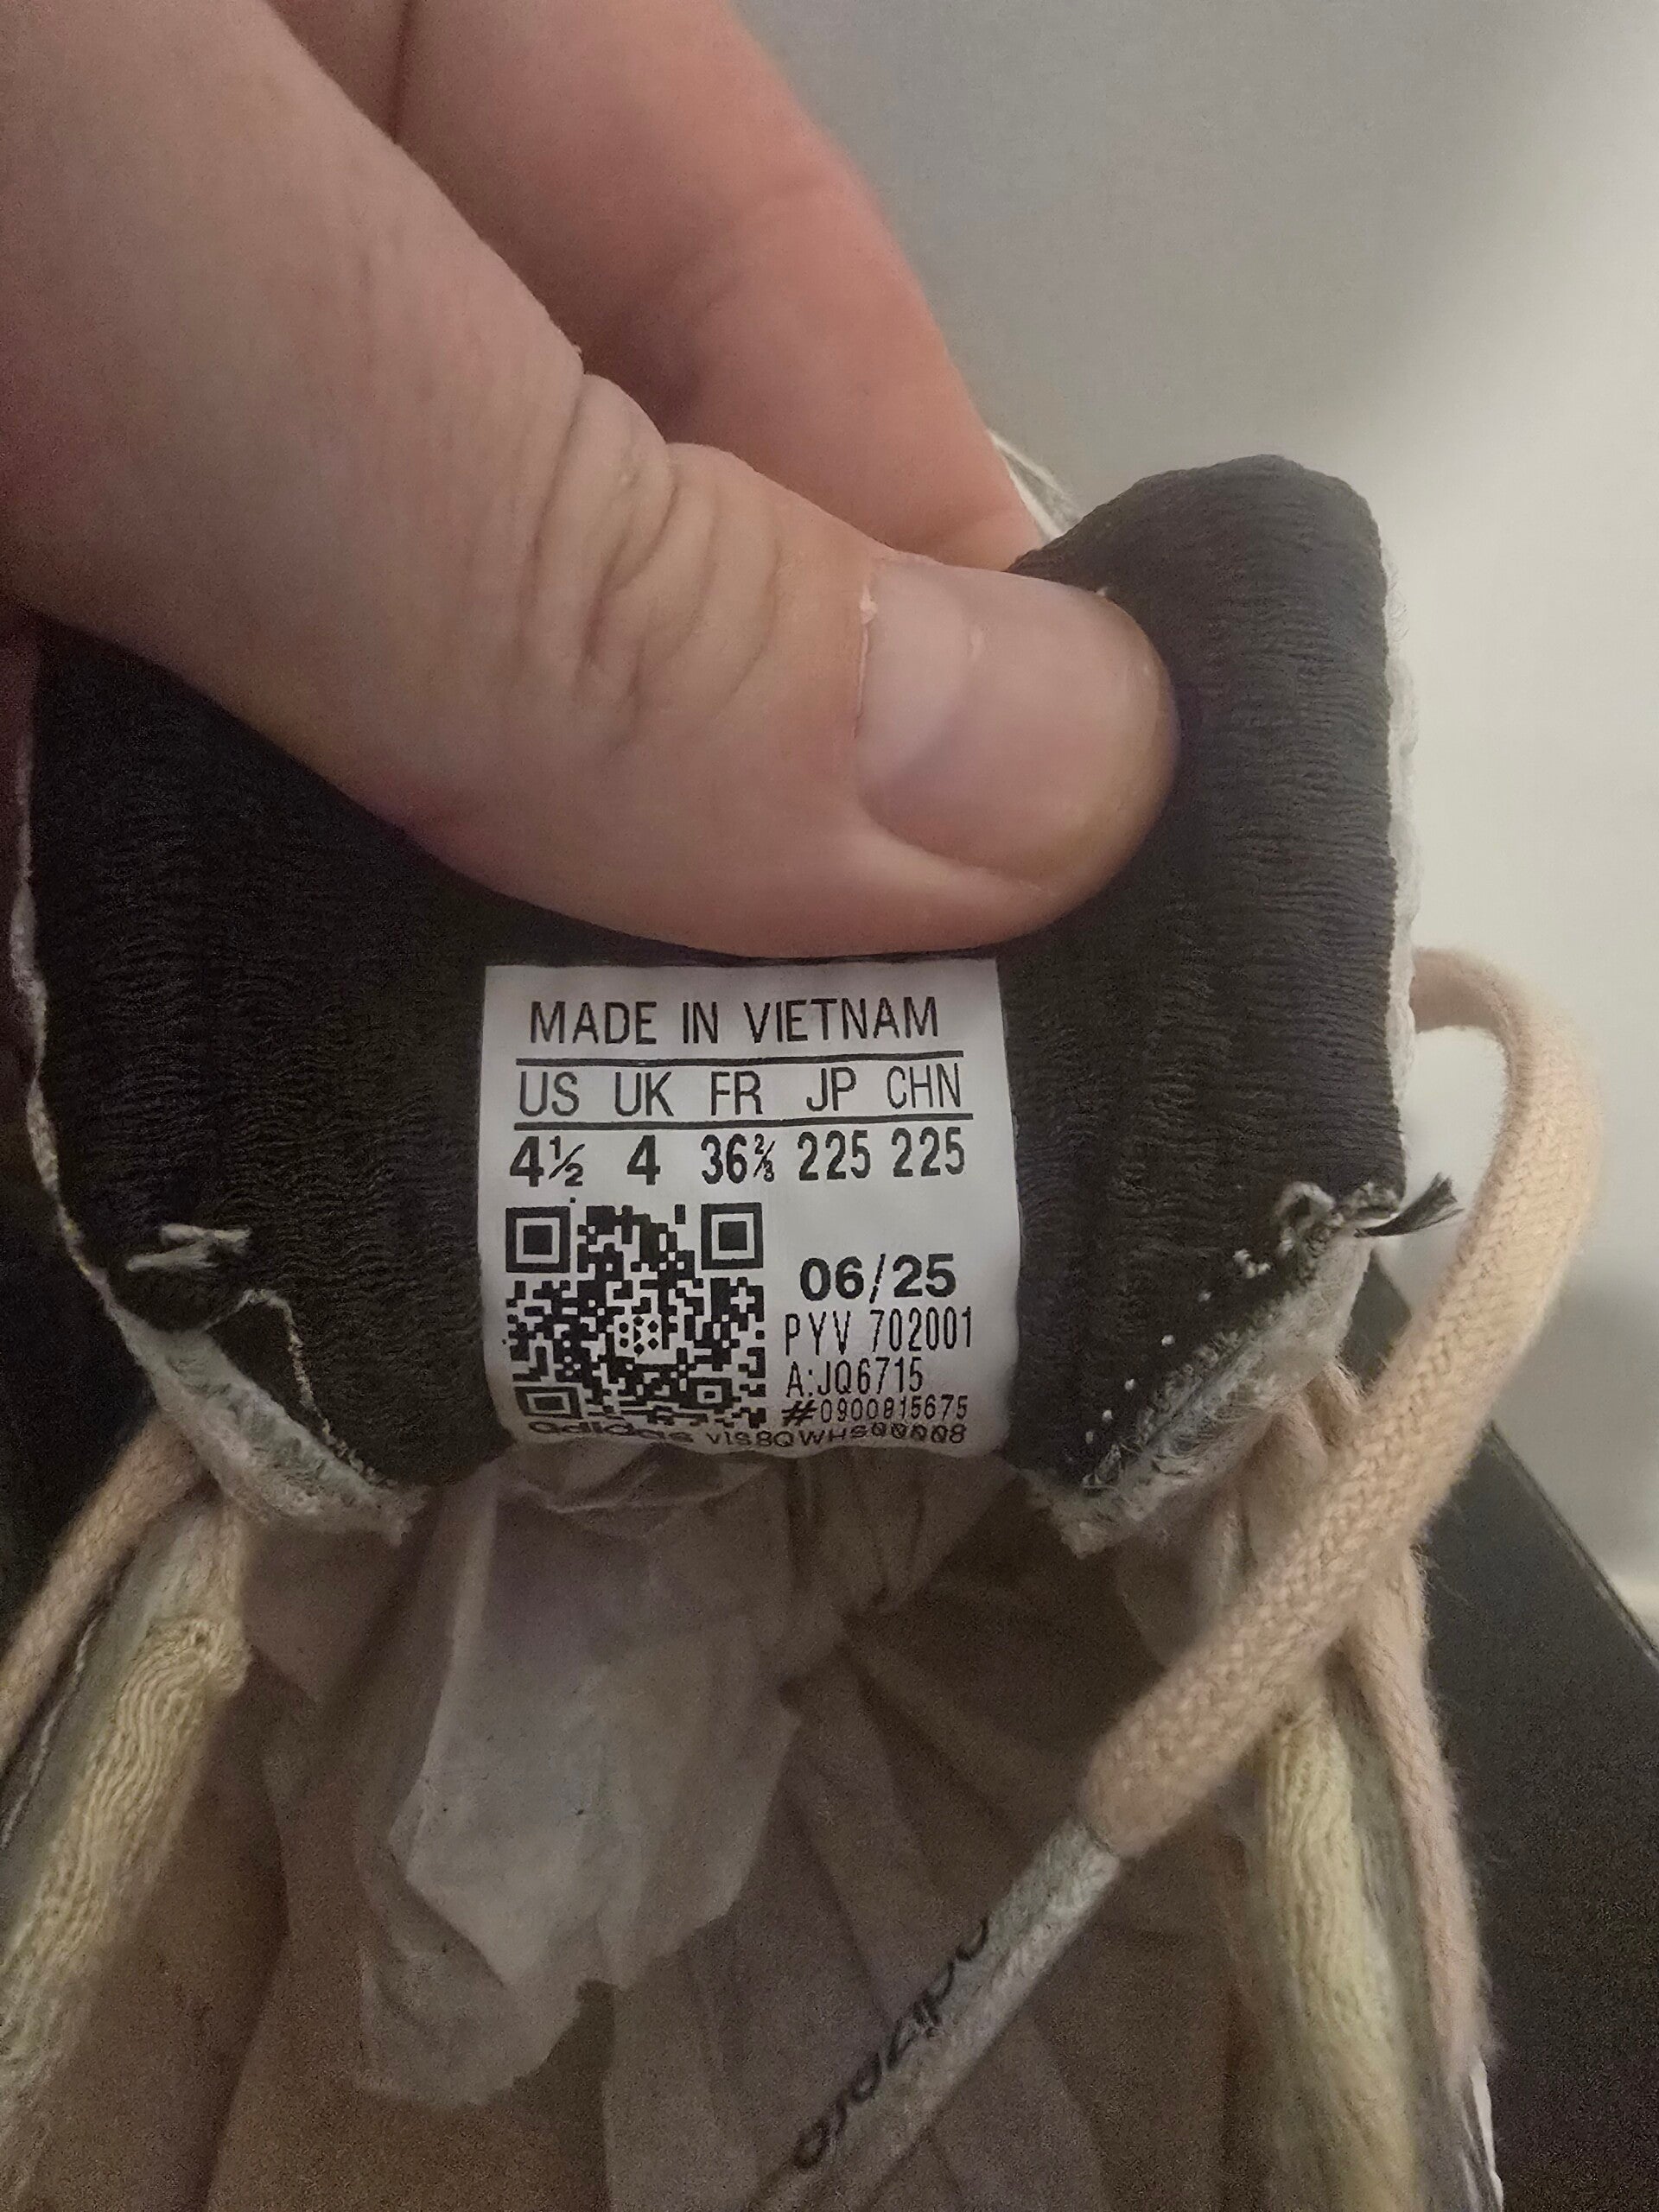 MADE IN VIETNAM
US UK FR JP CHN
4½ 4 36⅔ 225 225
06/25
PYV 702001
A:JQ6715
#0900815675
adidas V1S8QWHS00008